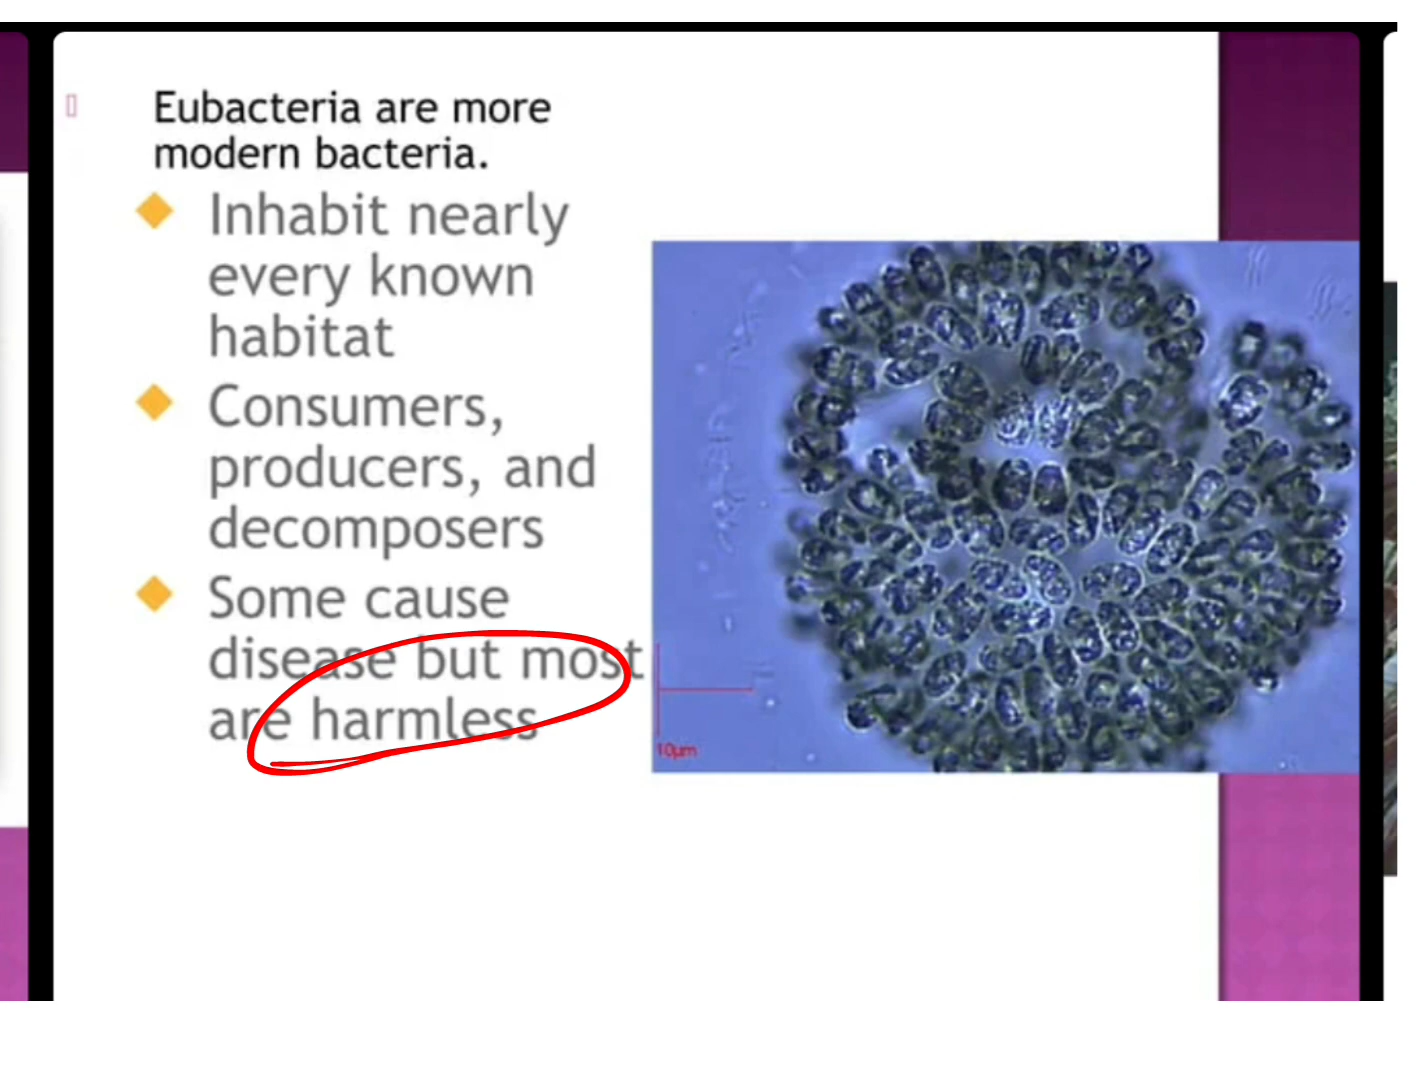 Eubacteria are more
modern bacteria.
Inhabit nearly
every known
habitat
Consumers,
producers, and
decomposers
Some cause
disease but most
are harmless
10µm